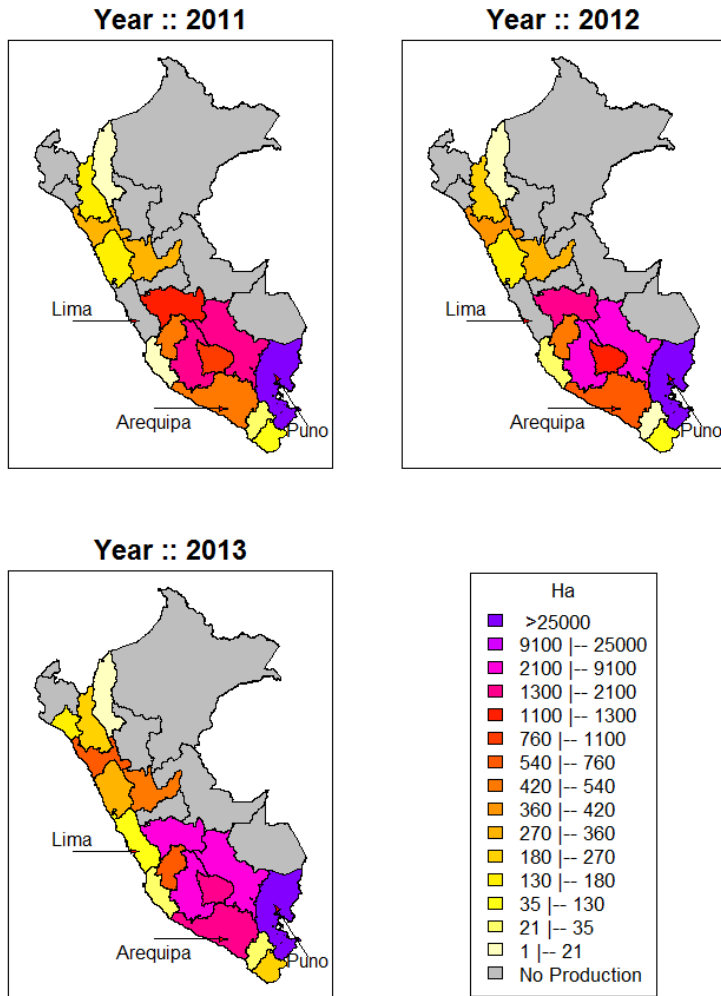 Year :: 2011
Year :: 2012
Lima
Arequipa
Puno
Lima
Arequipa
Puno
Year :: 2013
Lima
Arequipa
Puno
Ha
>25000
9100 |-- 25000
2100 |-- 9100
1300 |-- 2100
1100 |-- 1300
760 |-- 1100
540 |-- 760
420 |-- 540
360 |-- 420
270 |-- 360
180 |-- 270
130 |-- 180
35 |-- 130
21 |-- 35
1 |-- 21
No Production